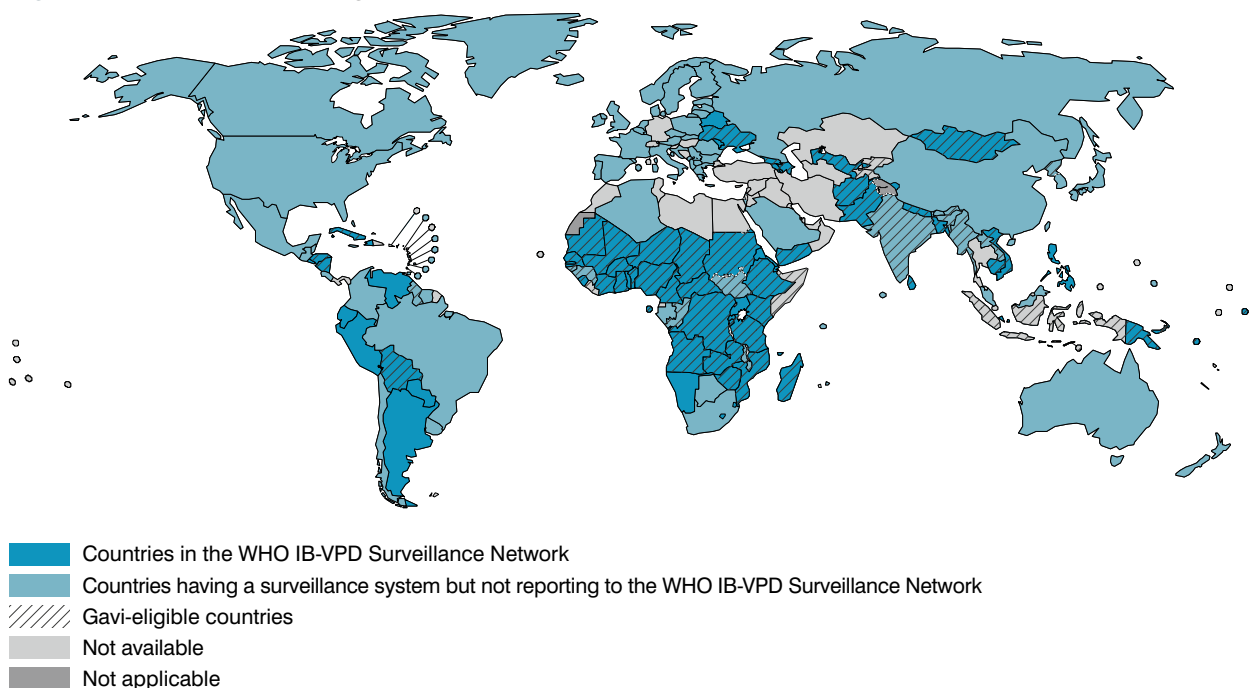 Countries in the WHO IB-VPD Surveillance Network
Countries having a surveillance system but not reporting to the WHO IB-VPD Surveillance Network
Gavi-eligible countries
Not available
Not applicable